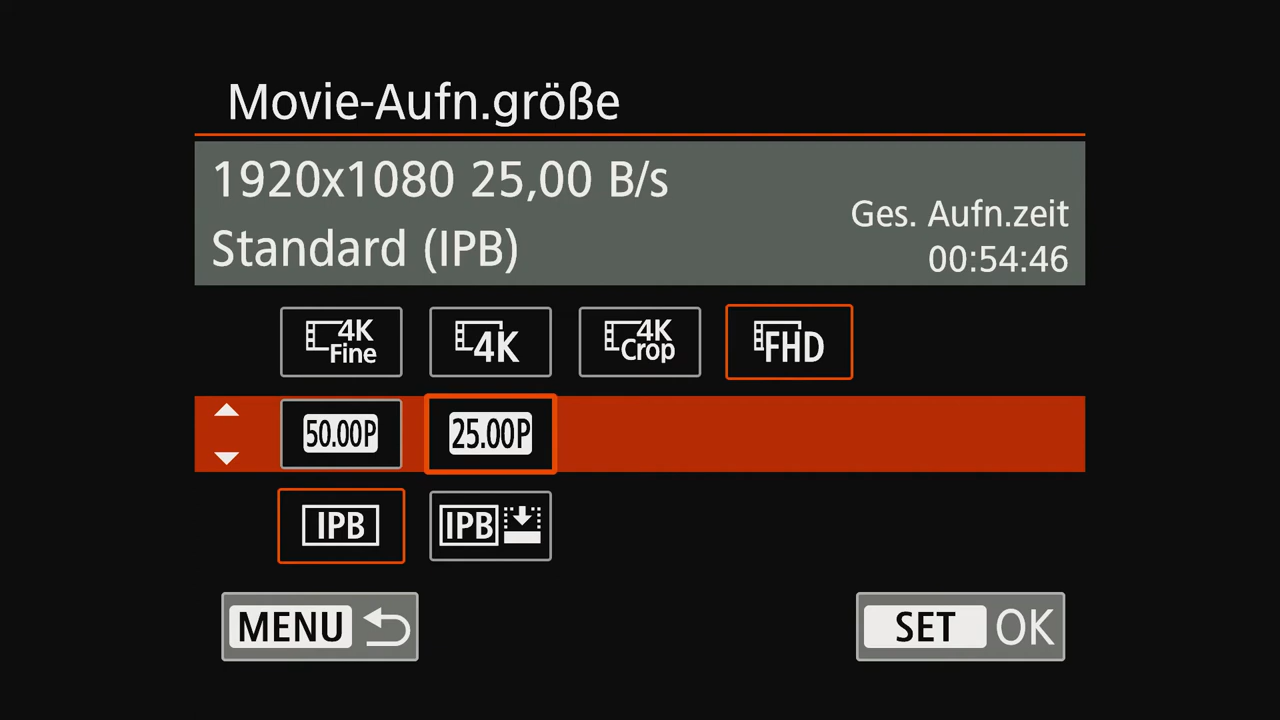 Movie-Aufn.größe
1920x1080 25,00 B/s
Standard (IPB)
Ges. Aufn.zeit
00:54:46
4K Fine
4K
4K Crop
FHD
50.00P
25.00P
IPB
IPB
MENU
SET OK